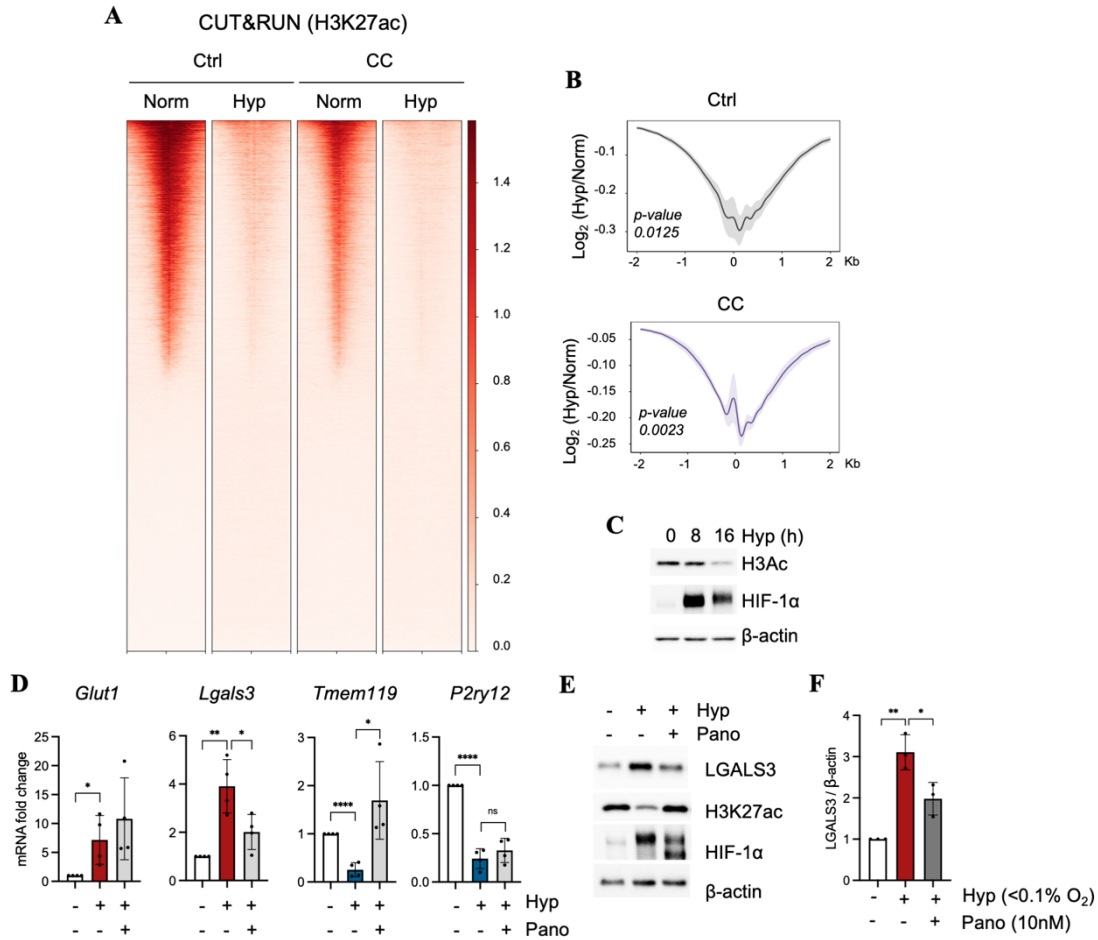 A
CUT&RUN (H3K27ac)
Ctrl CC
Norm Hyp Norm Hyp
1.4
1.2
1.0
0.8
0.6
0.4
0.2
0.0
B
Ctrl
Log₂ (Hyp/Norm)
-0.1
-0.2
-0.3
p-value
0.0125
-2 -1 0 1 2 Kb
CC
Log₂ (Hyp/Norm)
-0.05
-0.10
-0.15
-0.20
-0.25
p-value
0.0023
-2 -1 0 1 2 Kb
C
0 8 16 Hyp (h)
H3Ac
HIF-1α
β-actin
D
Glut1 Lgals3 Tmem119 P2ry12
mRNA fold change
25
20
15
10
5
0
*
6
4
2
0
** *
3
2
1
0
**** *
1.5
1.0
0.5
0.0
**** ns
- + + - + + - + + - + + Hyp
- - + - - + - - + - - + Pano
E
- + + Hyp
- - + Pano
LGALS3
H3K27ac
HIF-1α
β-actin
F
LGALS3 / β-actin
4
3
2
1
0
** *
- + + Hyp (<0.1% O₂)
- - + Pano (10nM)